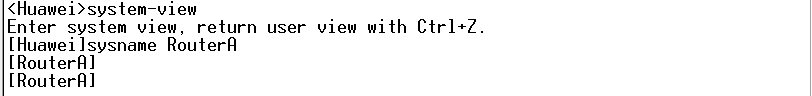 <Huawei>system-view
Enter system view, return user view with Ctrl+Z.
[Huawei]sysname RouterA
[RouterA]
[RouterA]